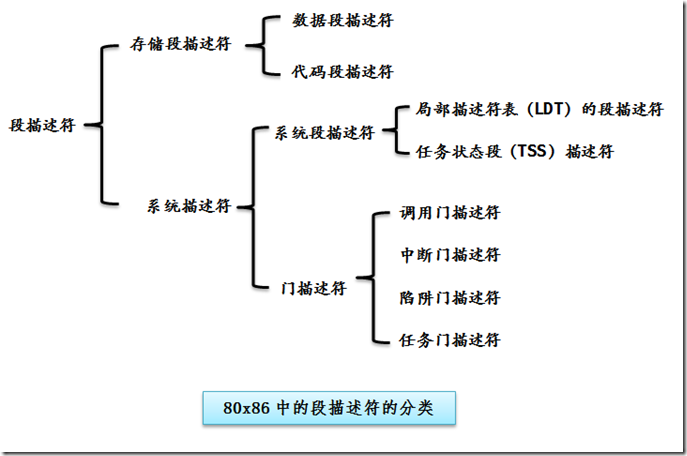 数据段描述符
存储段描述符
代码段描述符
局部描述符表（LDT）的段描述符
段描述符
系统段描述符
任务状态段（TSS）描述符
系统描述符
调用门描述符
中断门描述符
门描述符
陷阱门描述符
任务门描述符
80x86 中的段描述符的分类